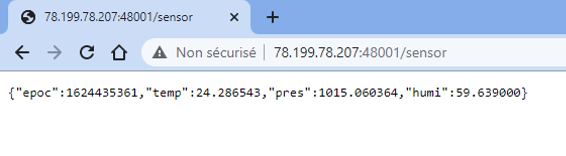 78.199.78.207:48001/sensor
Non sécurisé | 78.199.78.207:48001/sensor
{"epoc":1624435361,"temp":24.286543,"pres":1015.060364,"humi":59.639000}